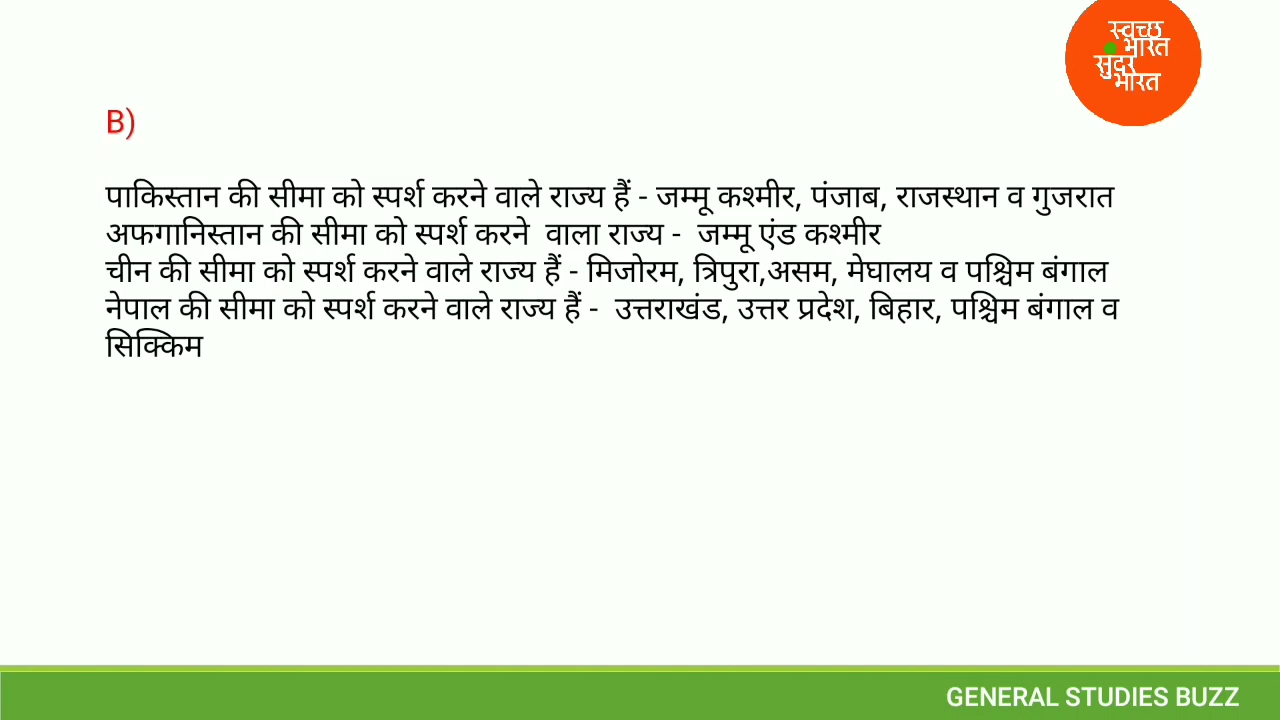 स्वच्छ
भारत
सुंदर
भारत
B)
पाकिस्तान की सीमा को स्पर्श करने वाले राज्य हैं - जम्मू कश्मीर, पंजाब, राजस्थान व गुजरात
अफगानिस्तान की सीमा को स्पर्श करने वाला राज्य - जम्मू एंड कश्मीर
चीन की सीमा को स्पर्श करने वाले राज्य हैं - मिजोरम, त्रिपुरा,असम, मेघालय व पश्चिम बंगाल
नेपाल की सीमा को स्पर्श करने वाले राज्य हैं - उत्तराखंड, उत्तर प्रदेश, बिहार, पश्चिम बंगाल व
सिक्किम
GENERAL STUDIES BUZZ